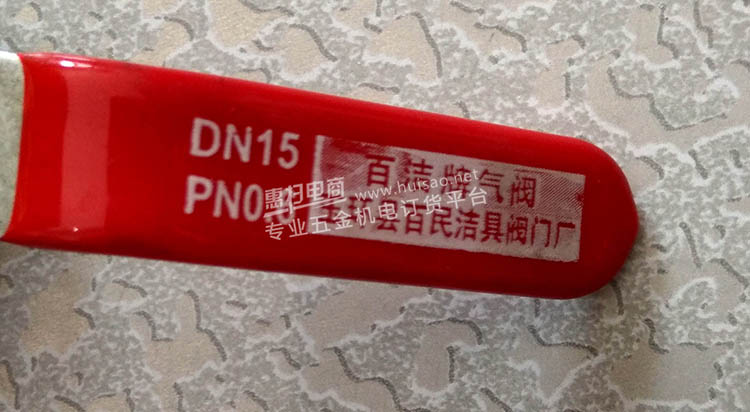 DN15
PN0.
百洁牌气阀
县百民洁具阀门厂
惠扫电商
www.huisao.net
专业五金机电订货平台